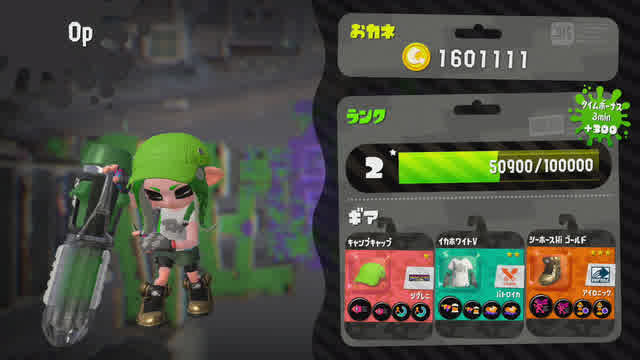 0p
おカネ
1601111
ランク
タイムボーナス
3min
+300
2
50900/100000
ギア
キャンプキャップ
イカホワイトV
シーホースHi ゴールド
ジグレニ
バトロイカ
アイロニック